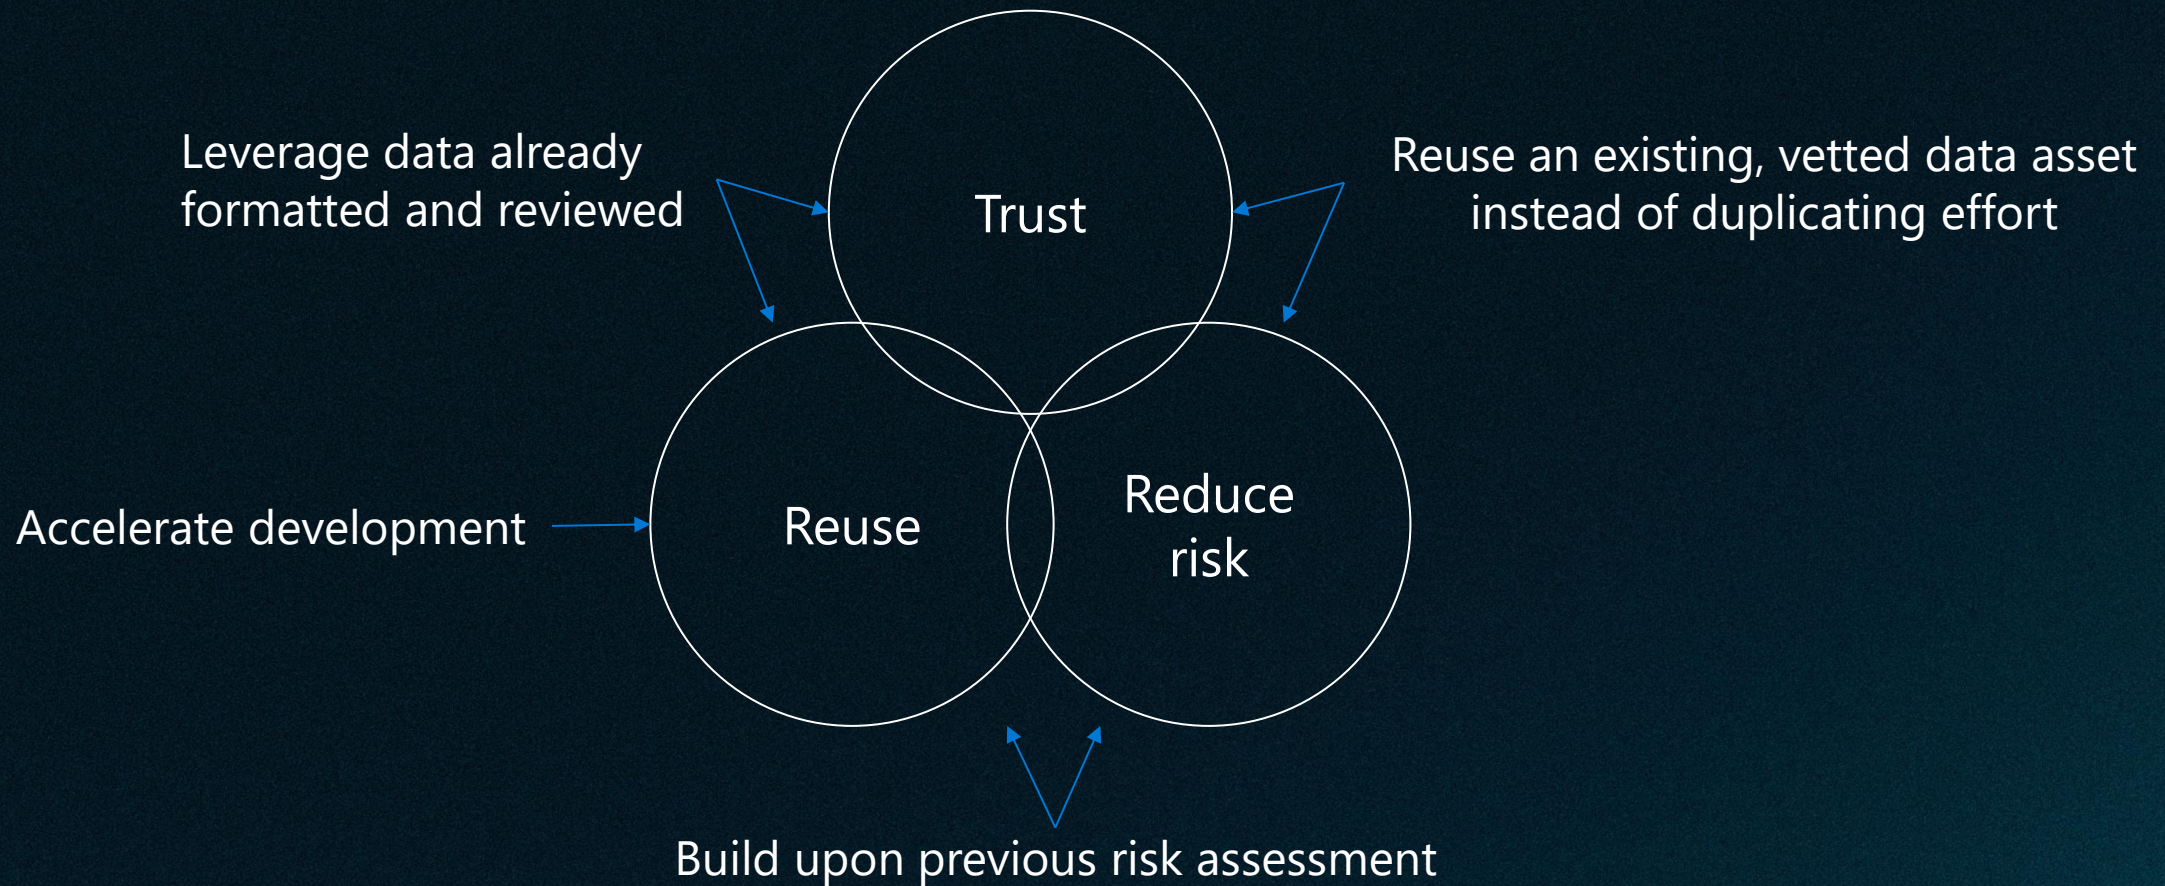 Leverage data already
formatted and reviewed
Trust
Reuse an existing, vetted data asset
instead of duplicating effort
Accelerate development
Reuse
Reduce
risk
Build upon previous risk assessment